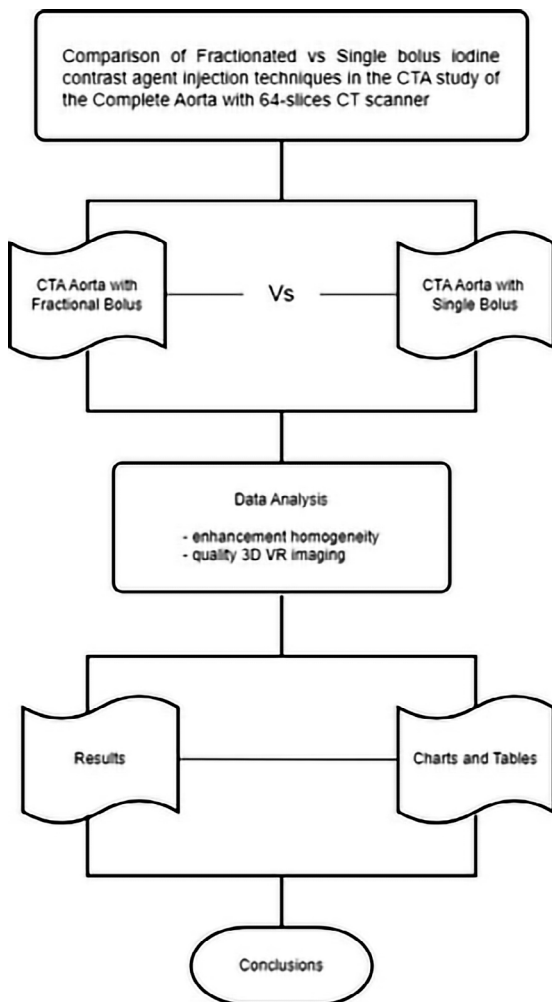 Comparison of Fractionated vs Single bolus iodine
contrast agent injection techniques in the CTA study of
the Complete Aorta with 64-slices CT scanner
CTA Aorta with
Fractional Bolus
Vs
CTA Aorta with
Single Bolus
Data Analysis
- enhancement homogeneity
- quality 3D VR imaging
Results
Charts and Tables
Conclusions